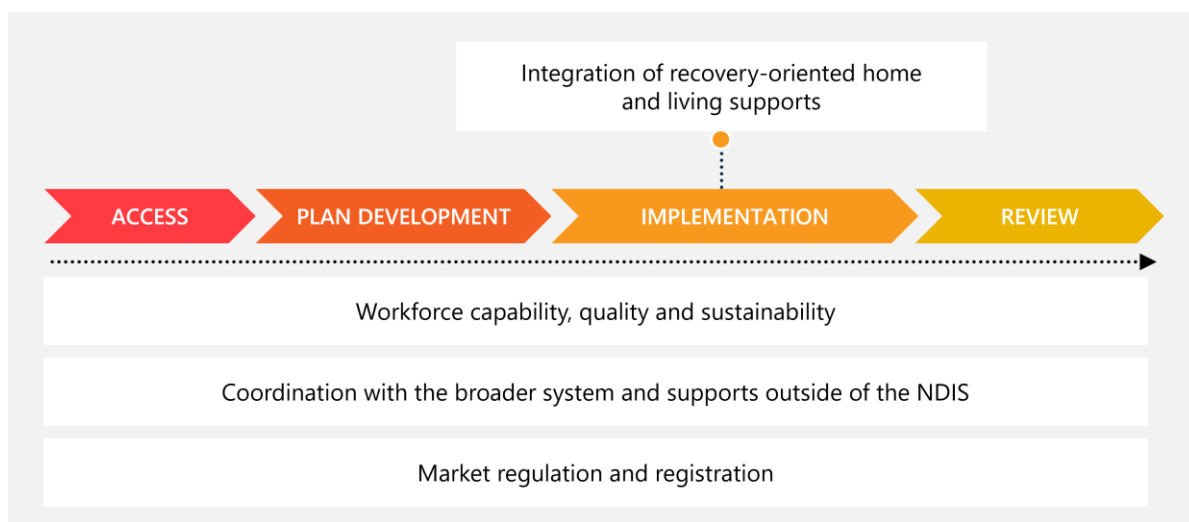 Integration of recovery-oriented home
and living supports
ACCESS
PLAN DEVELOPMENT
IMPLEMENTATION
REVIEW
Workforce capability, quality and sustainability
Coordination with the broader system and supports outside of the NDIS
Market regulation and registration